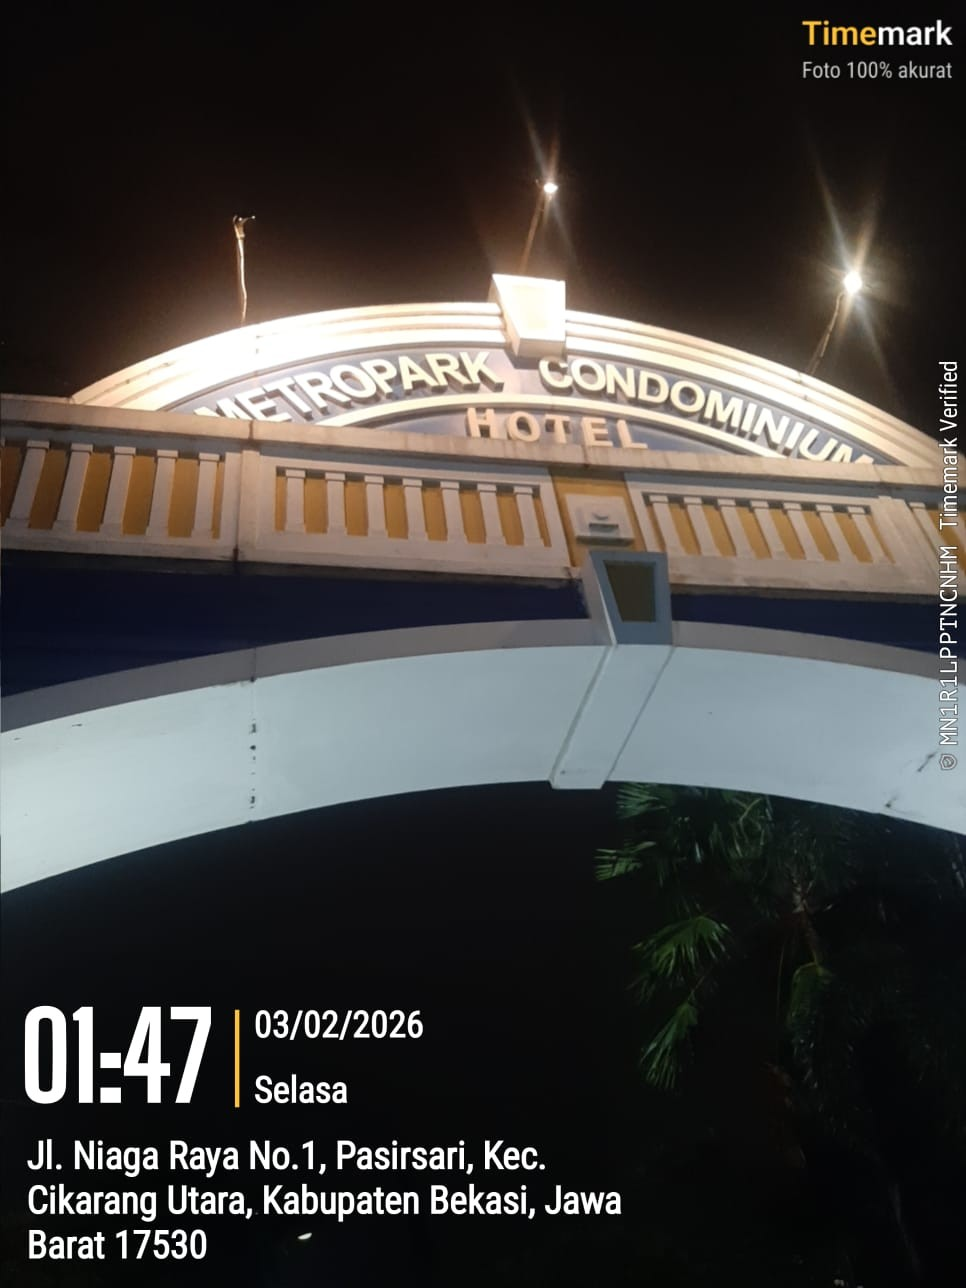 Timemark
Foto 100% akurat
METROPARK CONDOMINIUM
HOTEL
MN1R1LPPTNCNHM Timemark Verified
01:47
03/02/2026
Selasa
Jl. Niaga Raya No.1, Pasirsari, Kec.
Cikarang Utara, Kabupaten Bekasi, Jawa
Barat 17530